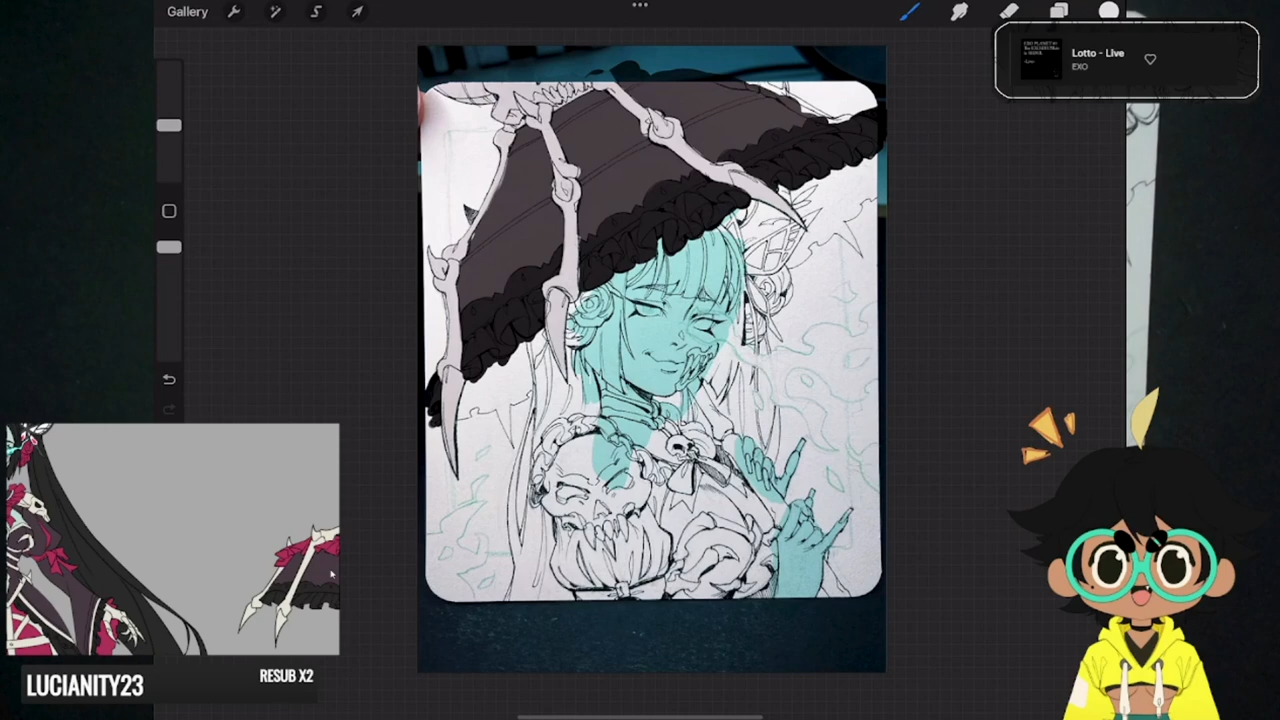 Gallery
Lotto - Live
EXO
LUCIANITY23
RESUB X2